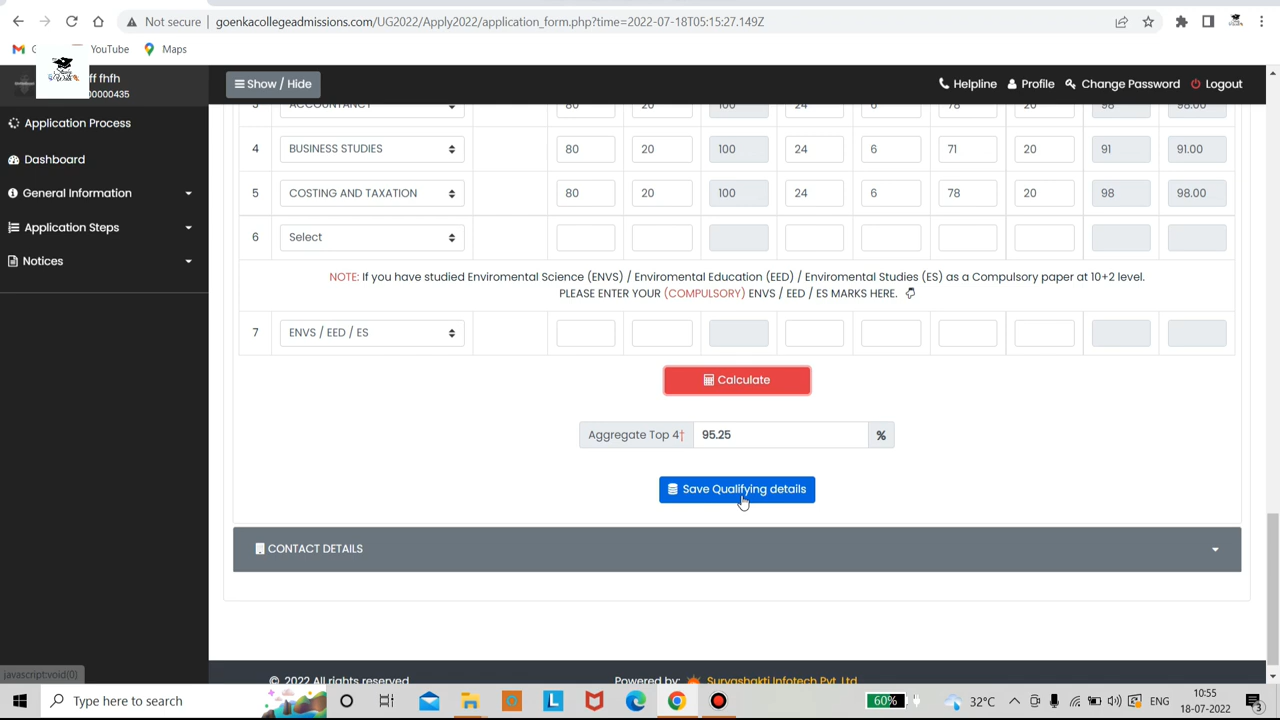 Not secure
goenkacollegeadmissions.com/UG2022/Apply2022/application_form.php?time=2022-07-18T05:15:27.149Z
YouTube
Maps
ff fhfh
0000435
Show / Hide
Helpline
Profile
Change Password
Logout
Application Process
Dashboard
General Information
Application Steps
Notices
3 ACCOUNTANCY 80 20 100 24 6 78 20 98 98.00
4 BUSINESS STUDIES 80 20 100 24 6 71 20 91 91.00
5 COSTING AND TAXATION 80 20 100 24 6 78 20 98 98.00
6 Select
NOTE: If you have studied Enviromental Science (ENVS) / Enviromental Education (EED) / Enviromental Studies (ES) as a Compulsory paper at 10+2 level.
PLEASE ENTER YOUR (COMPULSORY) ENVS / EED / ES MARKS HERE.
7 ENVS / EED / ES
Calculate
Aggregate Top 4† 95.25 %
Save Qualifying details
CONTACT DETAILS
javascript:void(0)
© 2022 All rights reserved
Powered by: Suryashakti Infotech Pvt. Ltd.
Type here to search
60%
32°C
ENG
10:55
18-07-2022
3